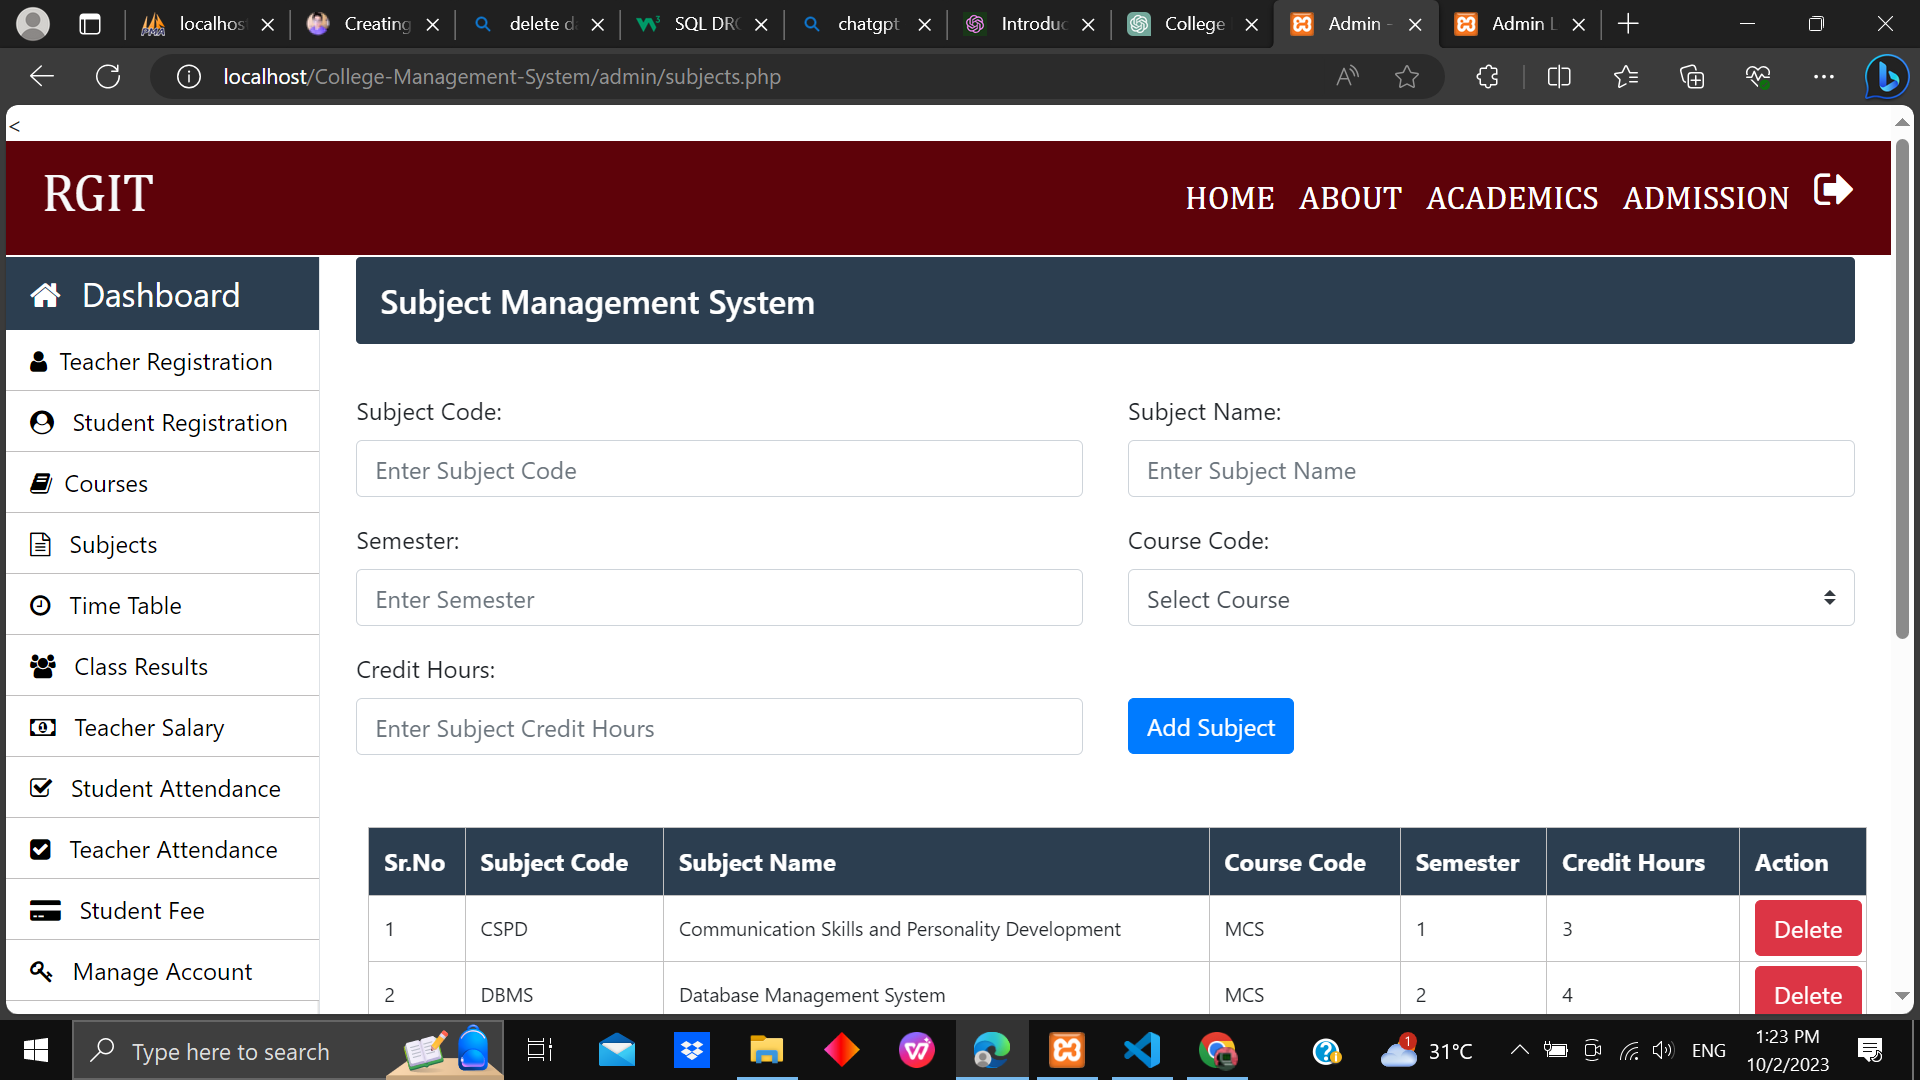 localhos
Creating
delete da
SQL DRO
chatgpt
Introduc
College
Admin -
Admin L
localhost/College-Management-System/admin/subjects.php
<
RGIT
HOME ABOUT ACADEMICS ADMISSION
Dashboard
Teacher Registration
Student Registration
Courses
Subjects
Time Table
Class Results
Teacher Salary
Student Attendance
Teacher Attendance
Student Fee
Manage Account
Subject Management System
Subject Code:
Enter Subject Code
Subject Name:
Enter Subject Name
Semester:
Enter Semester
Course Code:
Select Course
Credit Hours:
Enter Subject Credit Hours
Add Subject
Sr.No Subject Code Subject Name Course Code Semester Credit Hours Action
1 CSPD Communication Skills and Personality Development MCS 1 3 Delete
2 DBMS Database Management System MCS 2 4 Delete
Type here to search
1
31°C
ENG
1:23 PM
10/2/2023